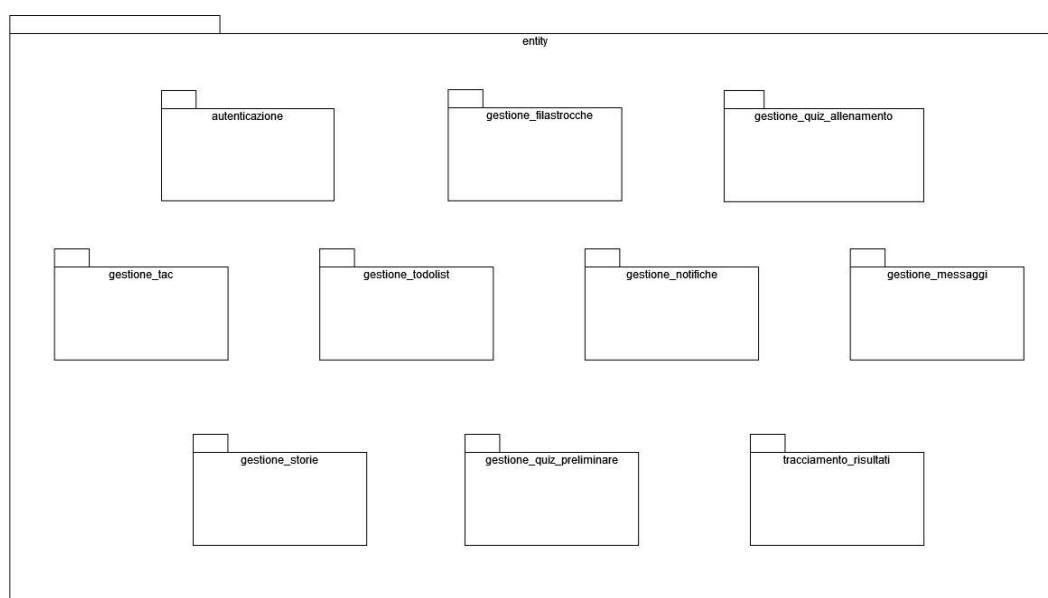 entity
autenticazione
gestione_filastrocche
gestione_quiz_allenamento
gestione_tac
gestione_todolist
gestione_notifiche
gestione_messaggi
gestione_storie
gestione_quiz_preliminare
tracciamento_risultati